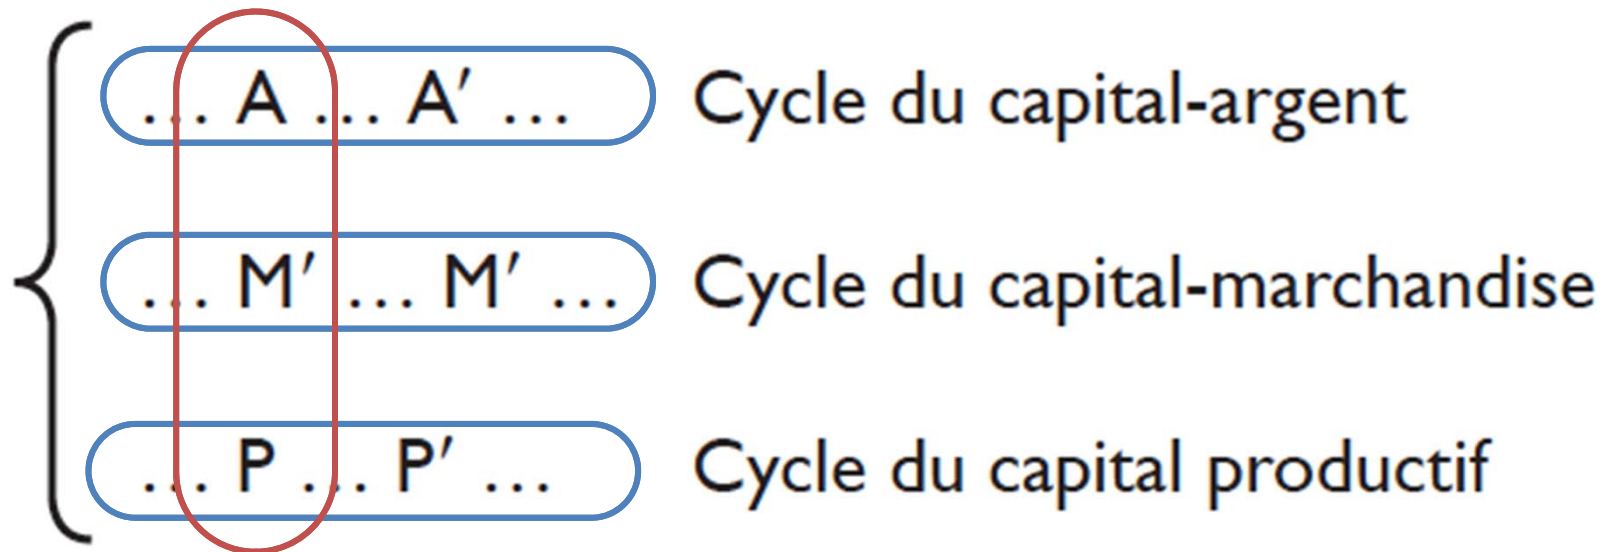 … A … A′ … Cycle du capital-argent
… M′ … M′ … Cycle du capital-marchandise
… P … P′ … Cycle du capital productif